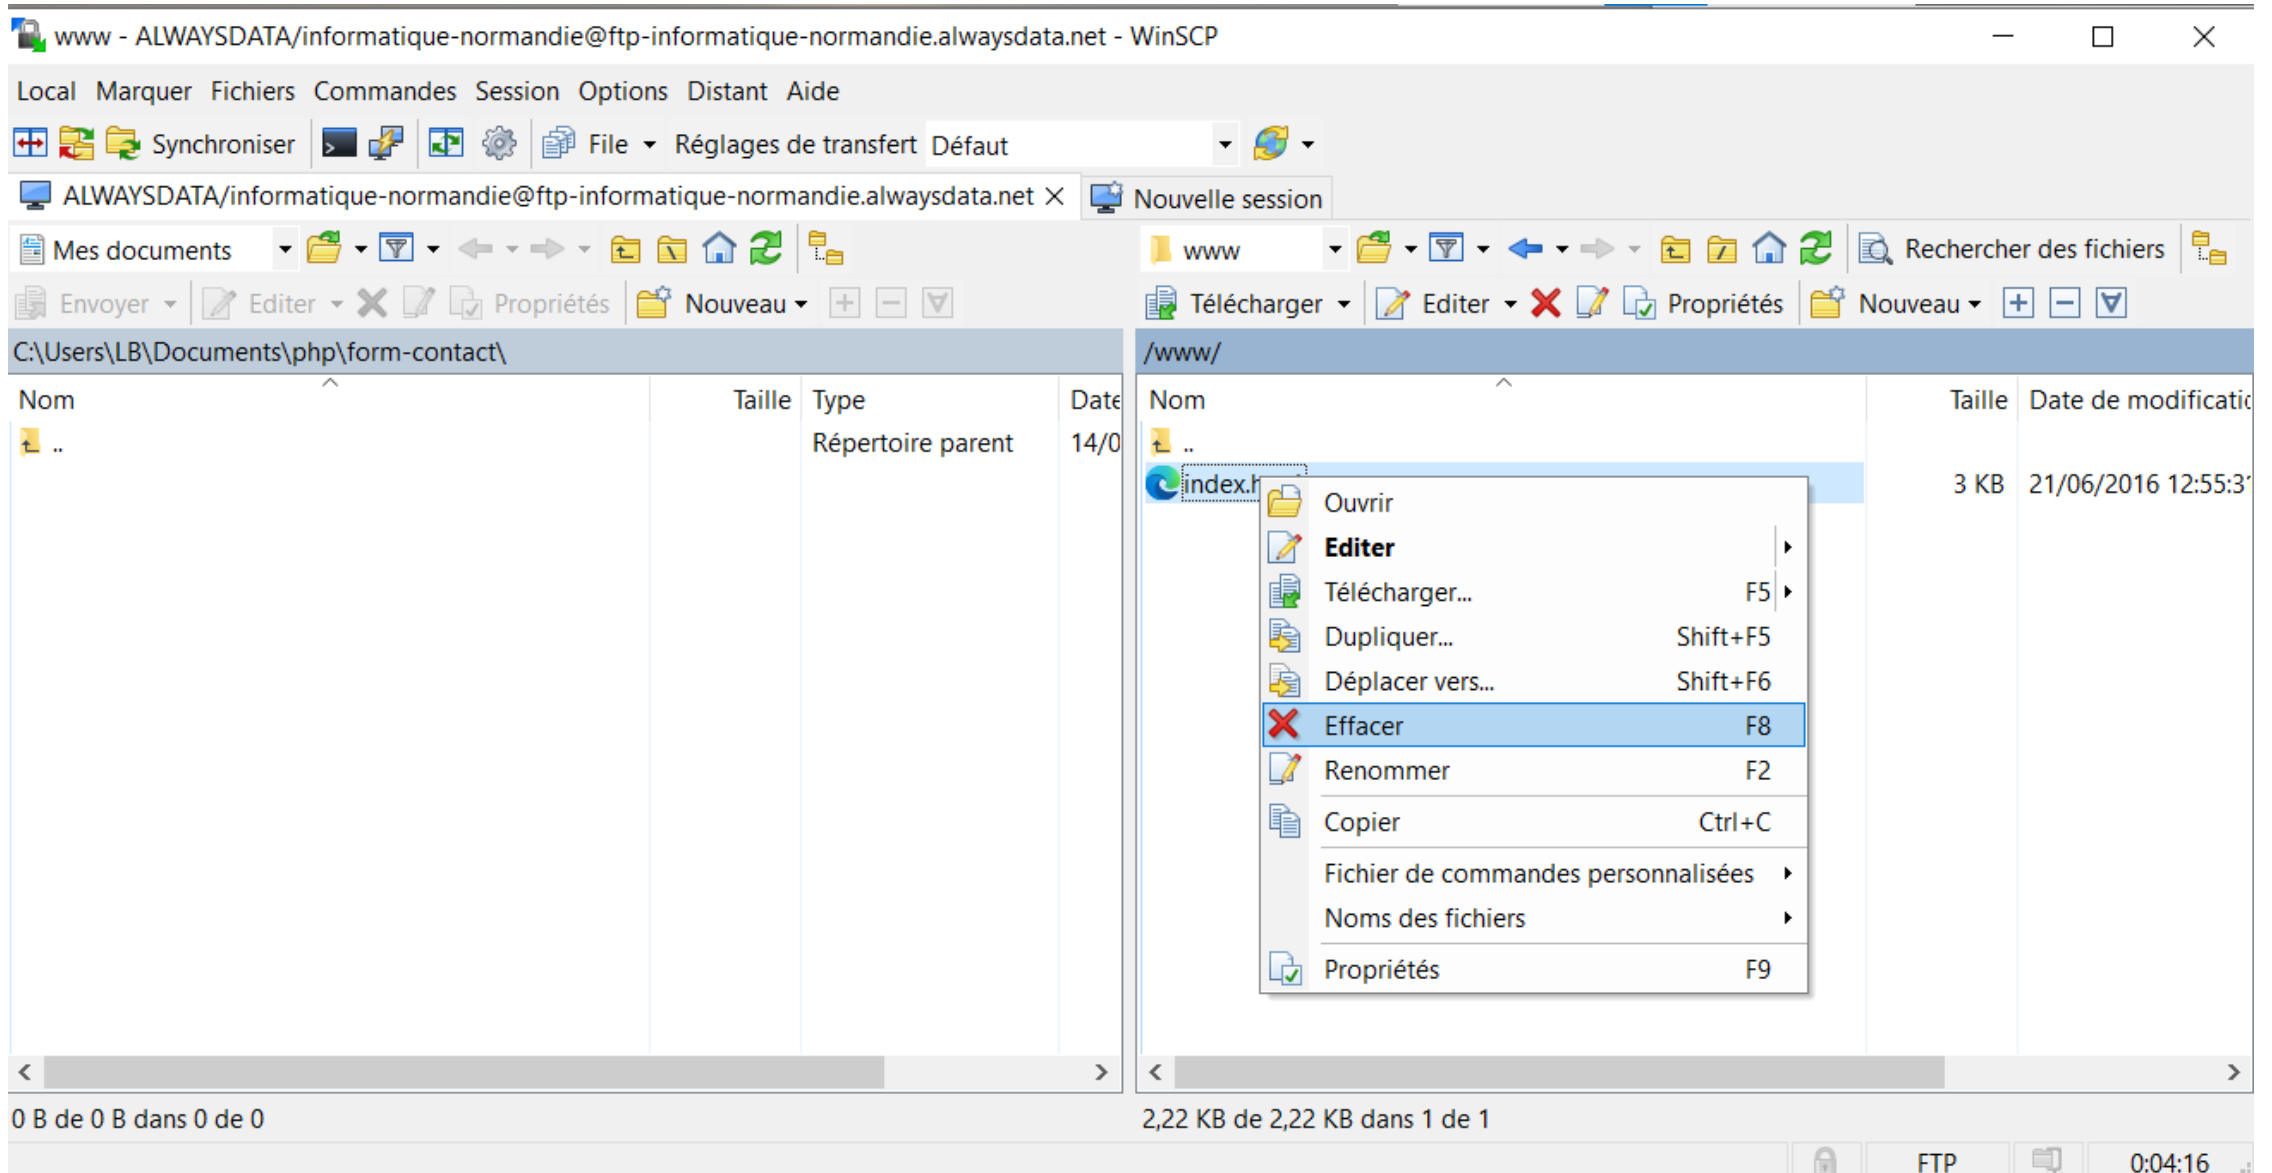 www - ALWAYSDATA/informatique-normandie@ftp-informatique-normandie.alwaysdata.net - WinSCP
Local Marquer Fichiers Commandes Session Options Distant Aide
Synchroniser File Réglages de transfert Défaut
ALWAYSDATA/informatique-normandie@ftp-informatique-normandie.alwaysdata.net Nouvelle session
Mes documents www Rechercher des fichiers
Envoyer Editer Propriétés Nouveau Télécharger Editer Propriétés Nouveau
C:\Users\LB\Documents\php\form-contact\ /www/
Nom Taille Type Date Nom Taille Date de modificatic
.. Répertoire parent 14/0 ..
index.h 3 KB 21/06/2016 12:55:3
Ouvrir
Editer
Télécharger... F5
Dupliquer... Shift+F5
Déplacer vers... Shift+F6
Effacer F8
Renommer F2
Copier Ctrl+C
Fichier de commandes personnalisées
Noms des fichiers
Propriétés F9
0 B de 0 B dans 0 de 0 2,22 KB de 2,22 KB dans 1 de 1
FTP 0:04:16